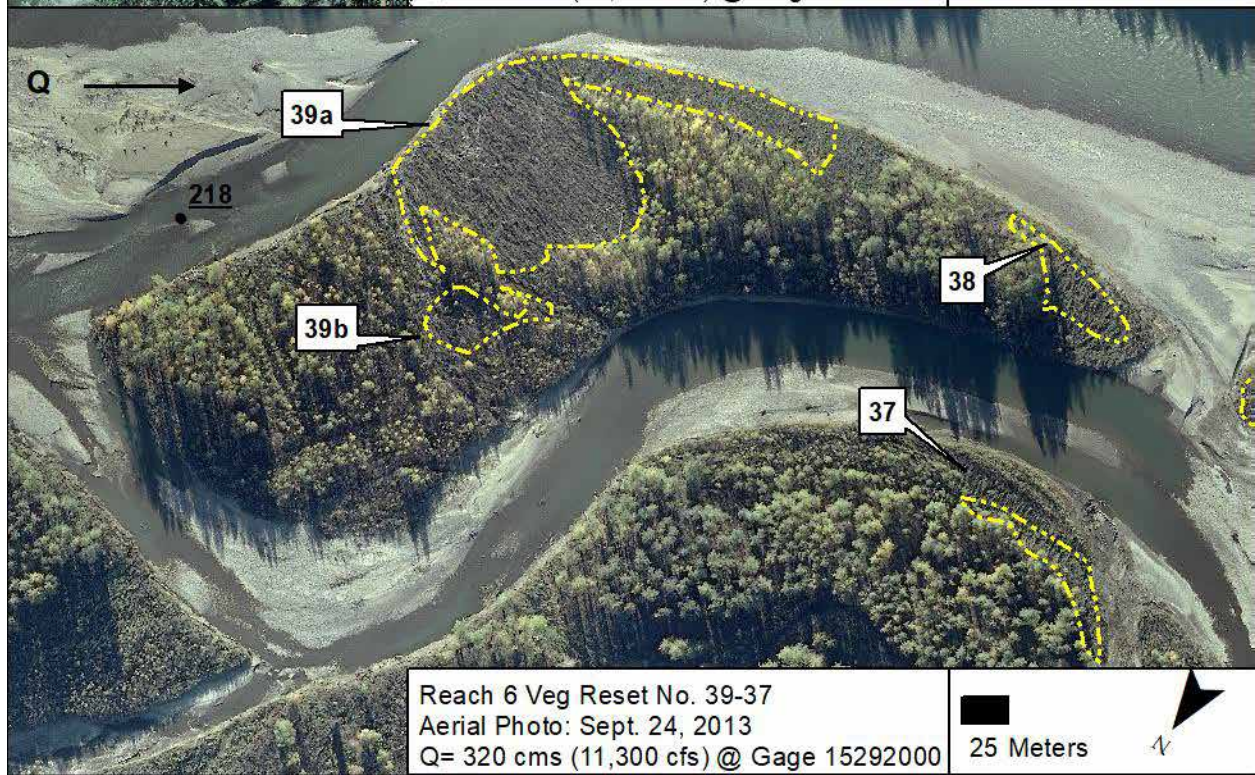 Q
39a
218
39b
38
37
Reach 6 Veg Reset No. 39-37
Aerial Photo: Sept. 24, 2013
Q= 320 cms (11,300 cfs) @ Gage 15292000
25 Meters
N